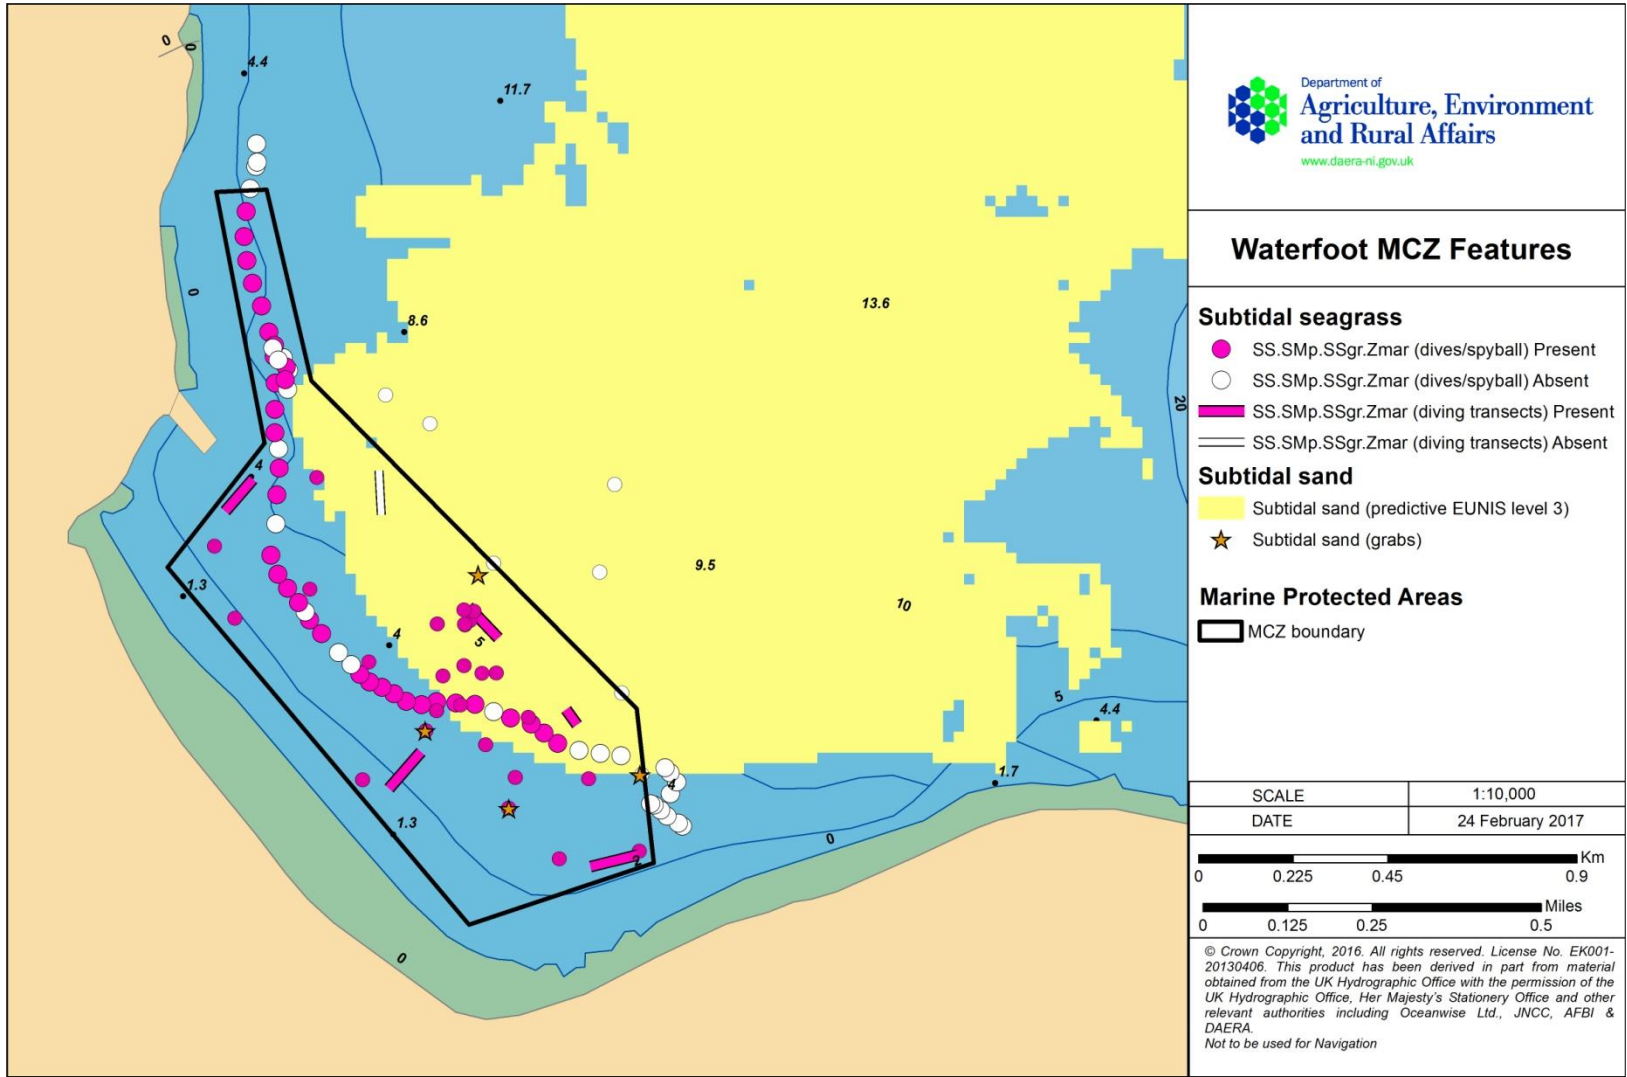 0
0
4.4
11.7
0
8.6
13.6
20
4
1.3
9.5
10
4
5
5
4.4
4
1.7
1.3
2
0
0
Department of
Agriculture, Environment
and Rural Affairs
www.daera-ni.gov.uk
Waterfoot MCZ Features
Subtidal seagrass
SS.SMp.SSgr.Zmar (dives/spyball) Present
SS.SMp.SSgr.Zmar (dives/spyball) Absent
SS.SMp.SSgr.Zmar (diving transects) Present
SS.SMp.SSgr.Zmar (diving transects) Absent
Subtidal sand
Subtidal sand (predictive EUNIS level 3)
Subtidal sand (grabs)
Marine Protected Areas
MCZ boundary
SCALE 1:10,000
DATE 24 February 2017
Km
0 0.225 0.45 0.9
Miles
0 0.125 0.25 0.5
© Crown Copyright, 2016. All rights reserved. License No. EK001-
20130406. This product has been derived in part from material
obtained from the UK Hydrographic Office with the permission of the
UK Hydrographic Office, Her Majesty's Stationery Office and other
relevant authorities including Oceanwise Ltd., JNCC, AFBI &
DAERA.
Not to be used for Navigation